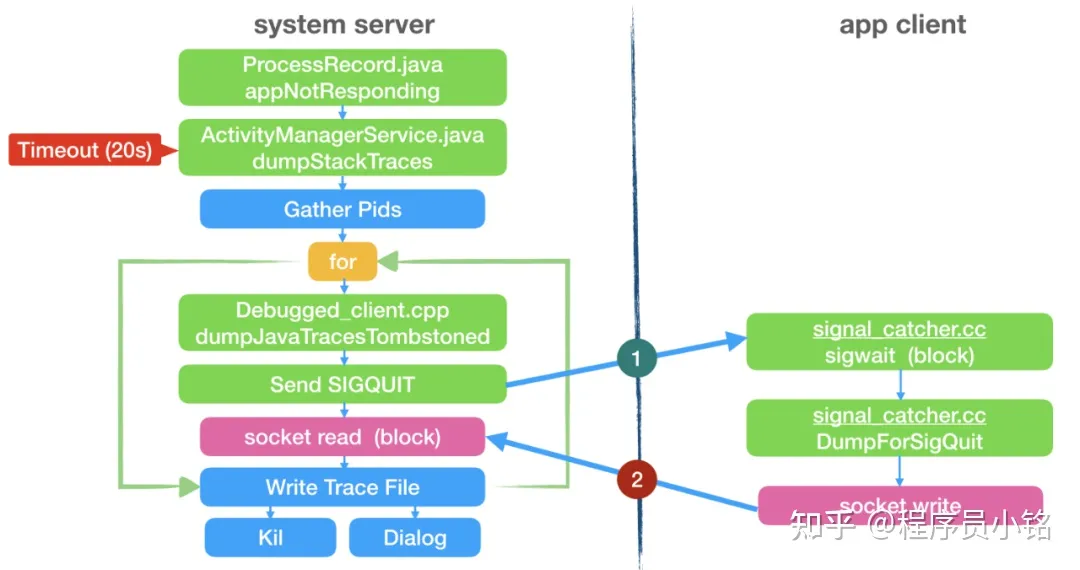 system server
app client
ProcessRecord.java
appNotResponding
Timeout (20s)
ActivityManagerService.java
dumpStackTraces
Gather Pids
for
Debugged_client.cpp
dumpJavaTracesTombstoned
Send SIGQUIT
socket read (block)
Write Trace File
Kil
Dialog
1
2
signal_catcher.cc
sigwait (block)
signal_catcher.cc
DumpForSigQuit
socket write
知乎 @程序员小铭